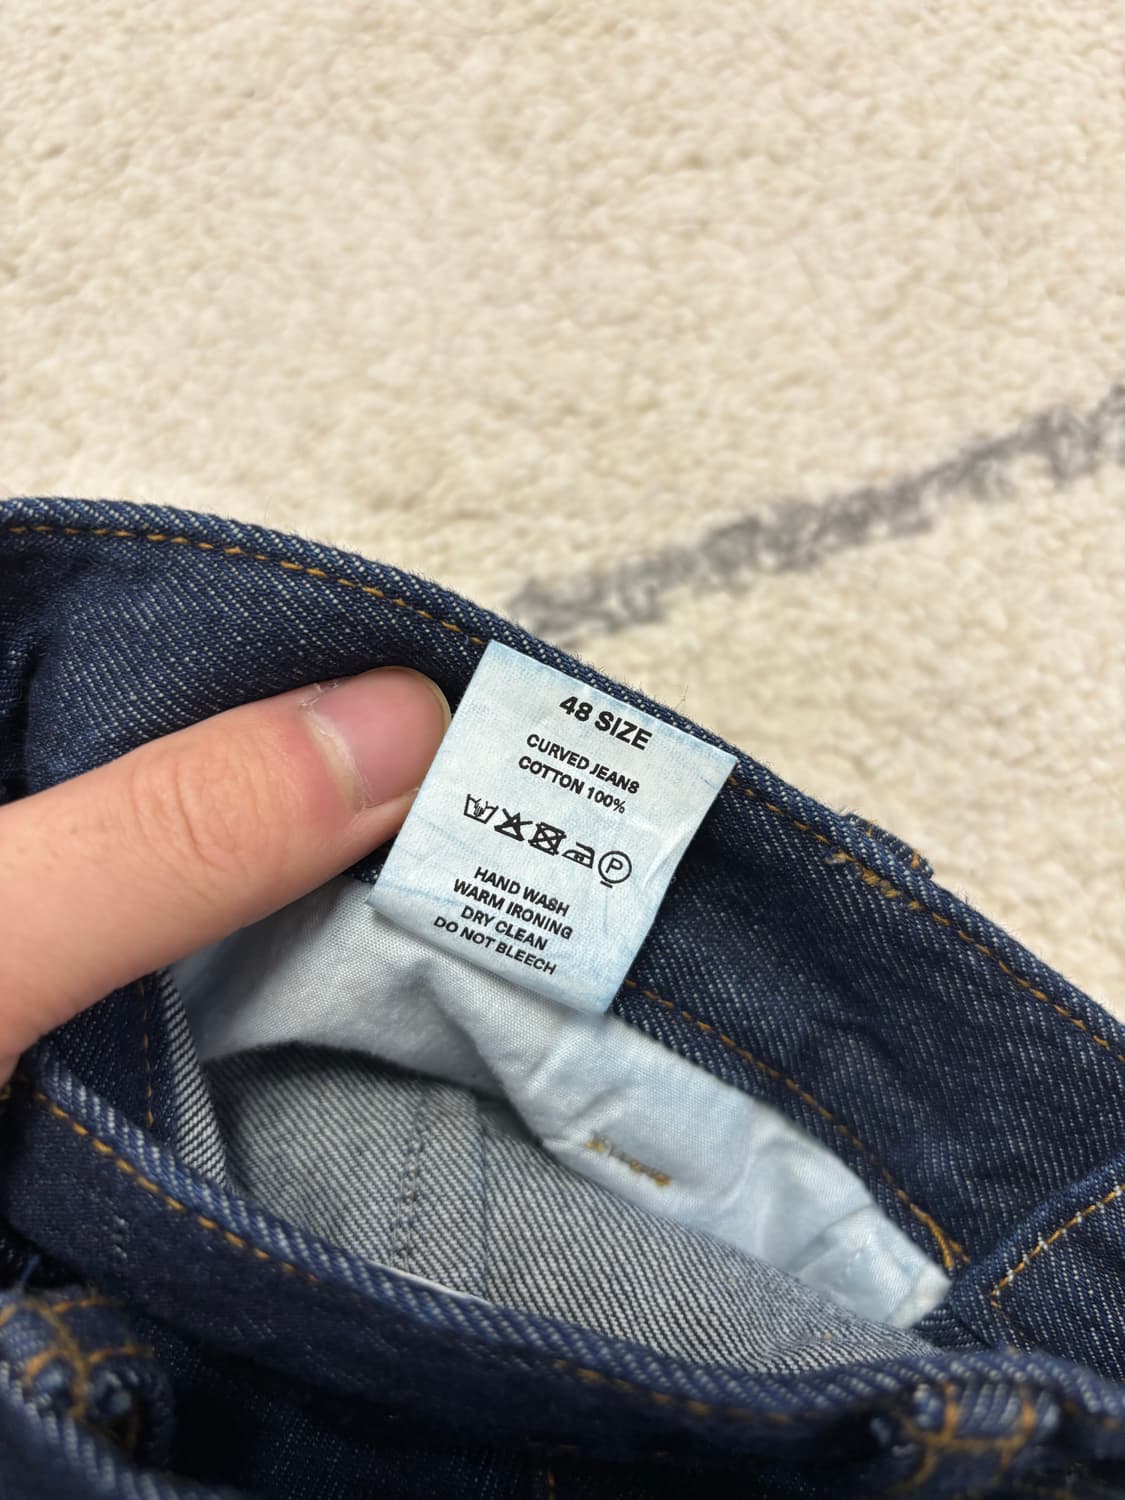 48 SIZE
CURVED JEANS
COTTON 100%
P
HAND WASH
WARM IRONING
DRY CLEAN
DO NOT BLEECH